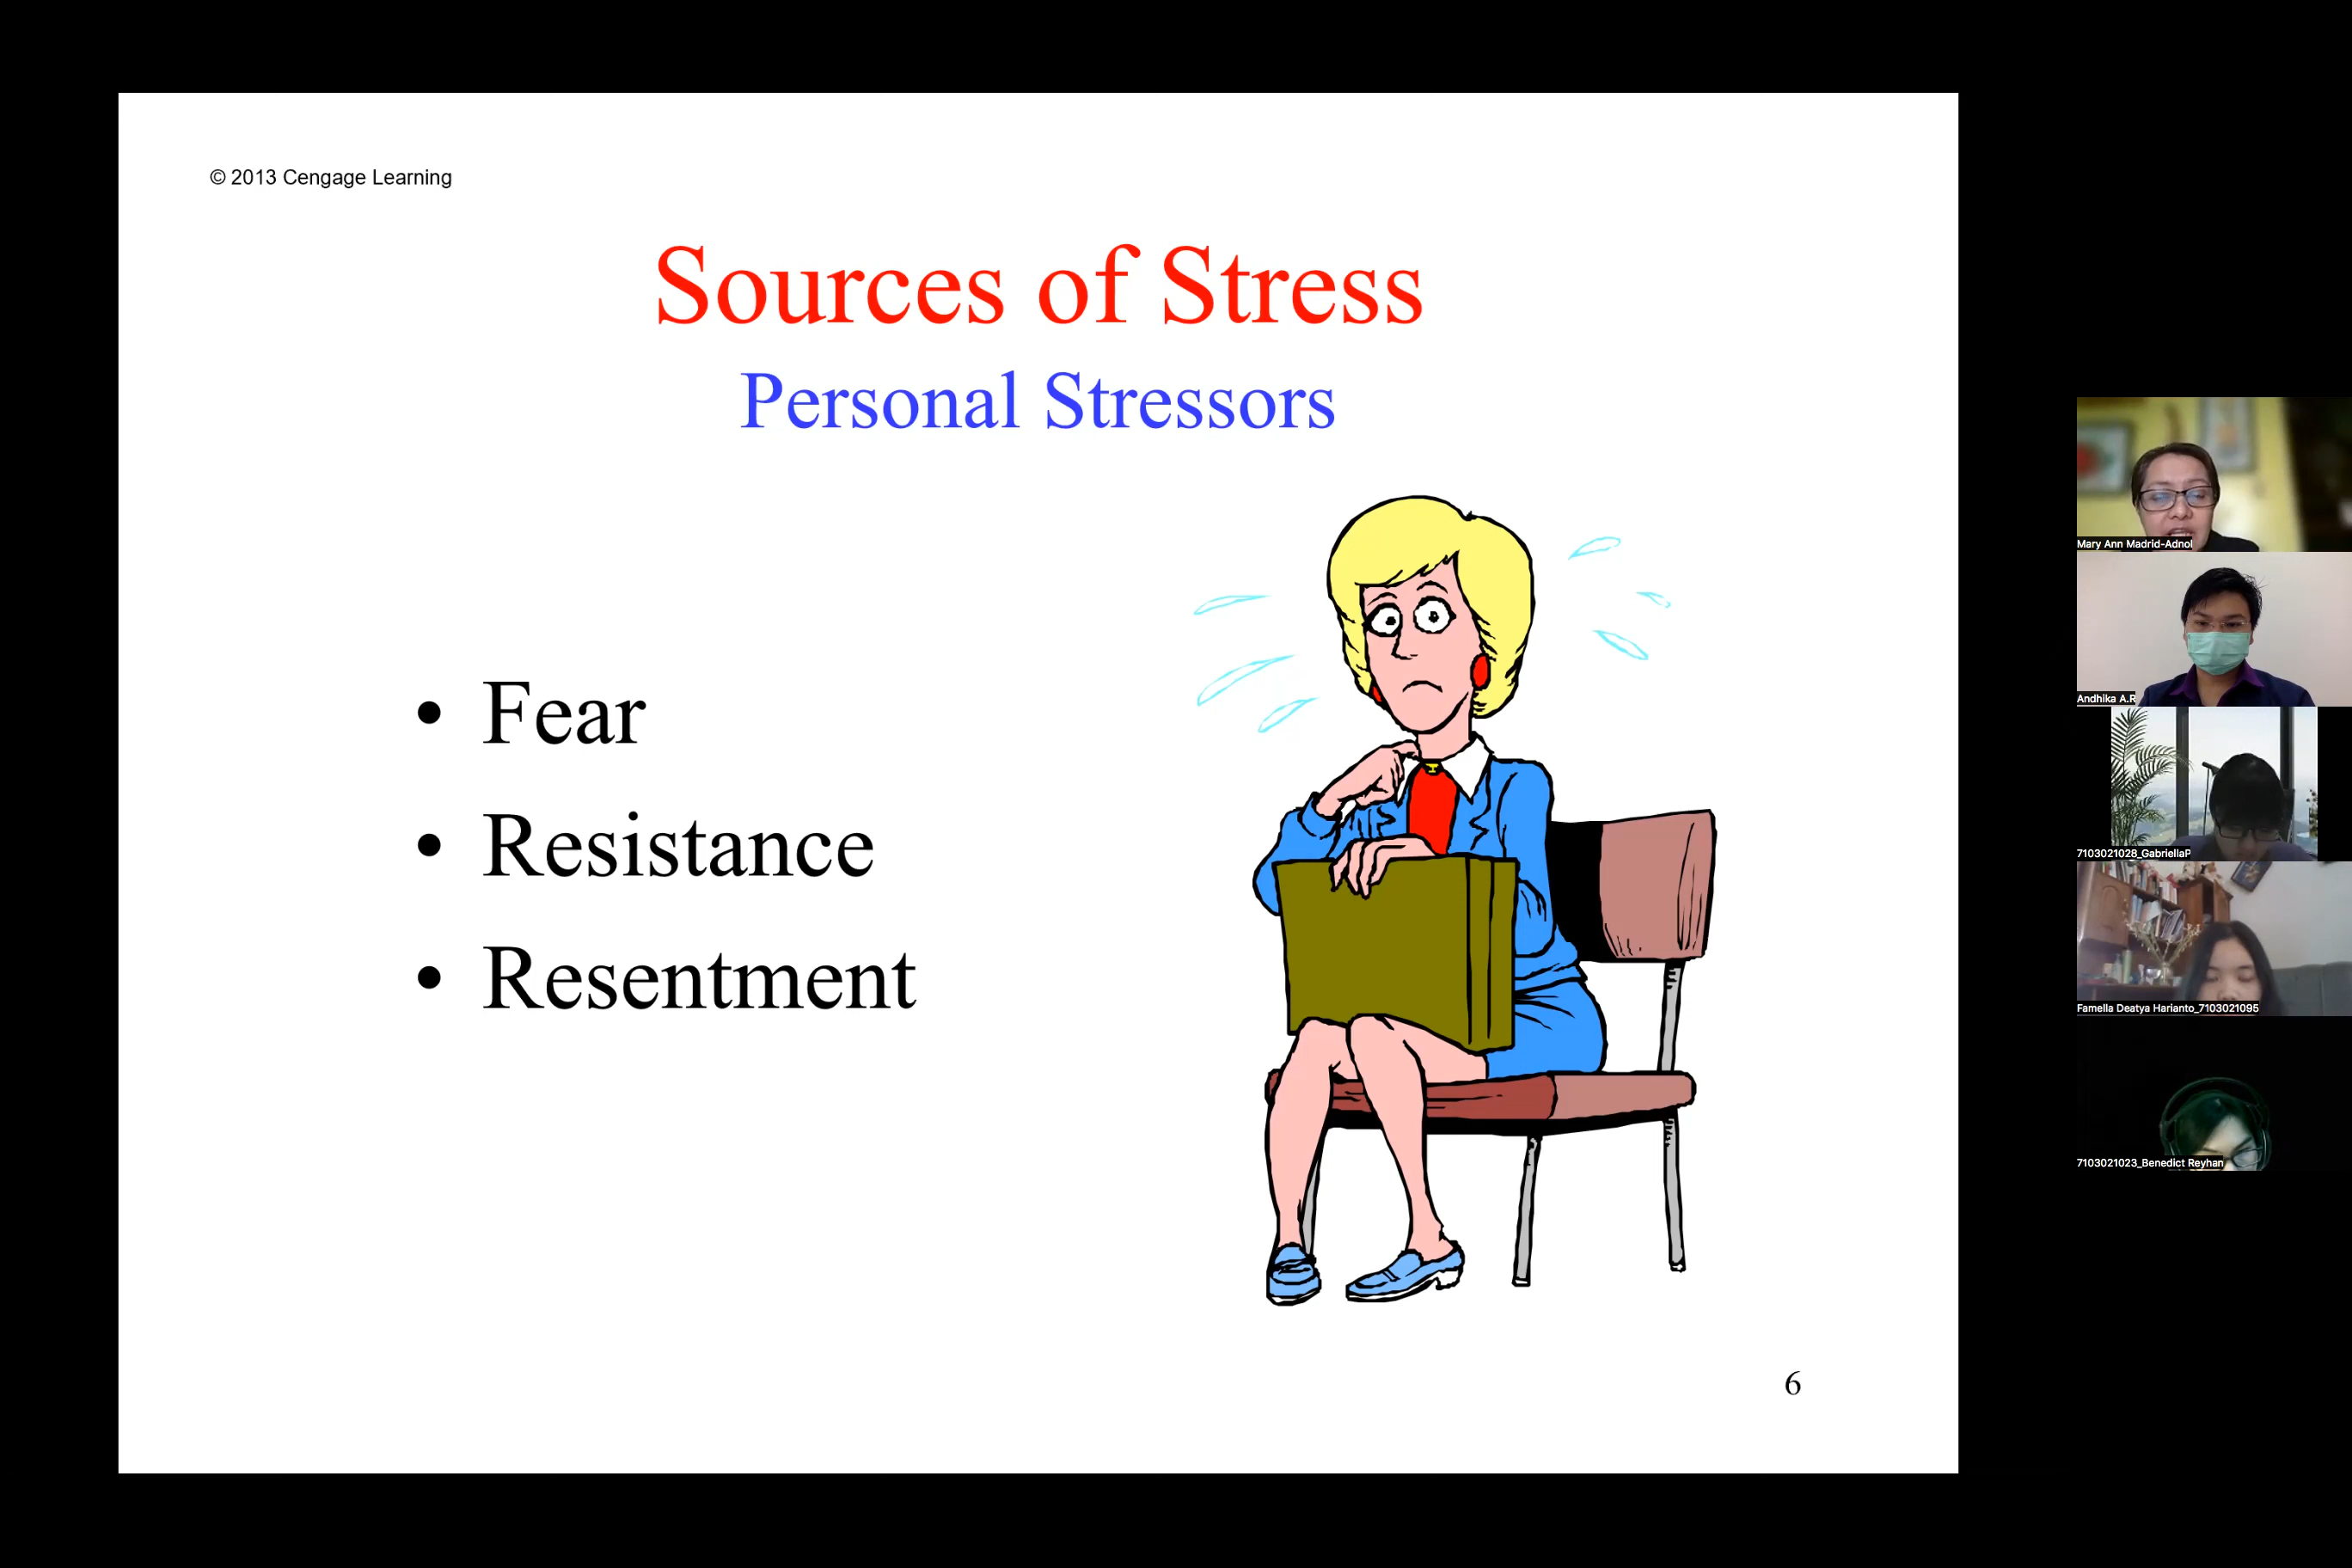 © 2013 Cengage Learning
Sources of Stress
Personal Stressors
• Fear
• Resistance
• Resentment
6
Mary Ann Madrid-Adnol
Andhika A.R
7103021028_GabriellaP
Famella Deatya Harianto_7103021095
7103021023_Benedict Reyhan